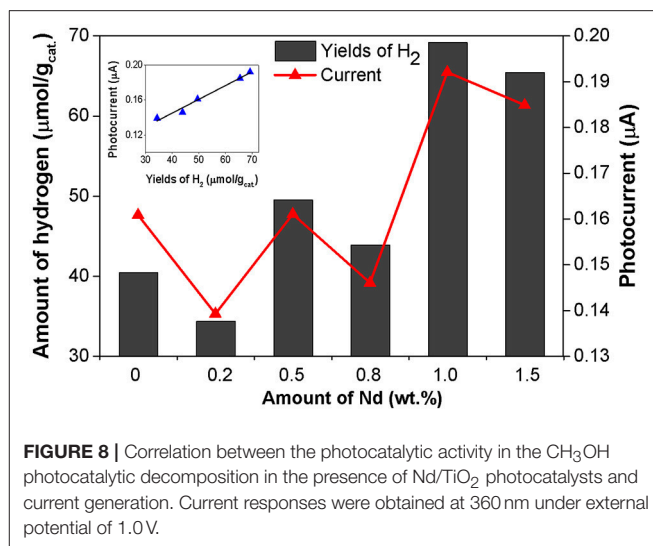 70
60
50
40
30
Amount of hydrogen (μmol/gcat.)
0.20
0.16
0.12
Photocurrent (μA)
30 40 50 60 70
Yields of H2 (μmol/gcat)
Yields of H2
Current
0.20
0.19
0.18
0.17
0.16
0.15
0.14
0.13
Photocurrent (μA)
0 0.2 0.5 0.8 1.0 1.5
Amount of Nd (wt.%)
FIGURE 8 | Correlation between the photocatalytic activity in the CH3OH
photocatalytic decomposition in the presence of Nd/TiO2 photocatalysts and
current generation. Current responses were obtained at 360 nm under external
potential of 1.0 V.